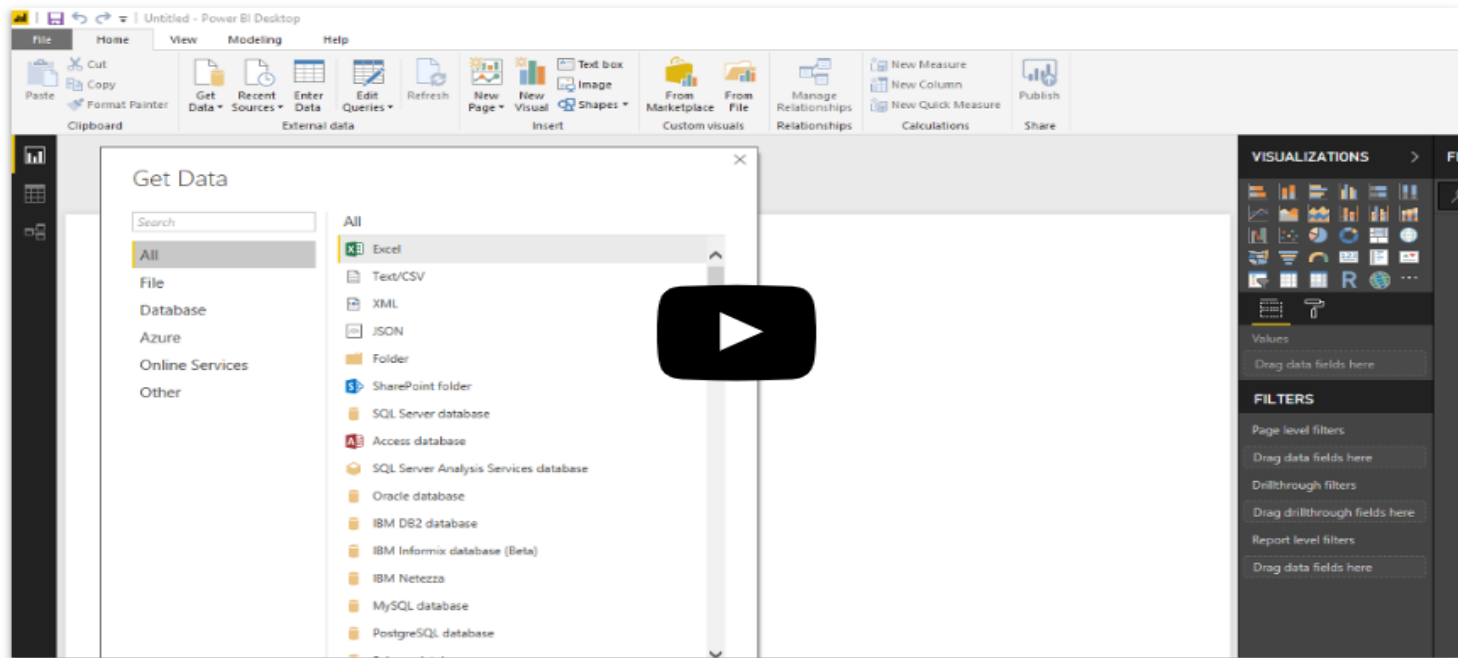 Untitled - Power BI Desktop
File Home View Modeling Help
Paste
Cut
Copy
Format Painter
Clipboard
Get Data
Recent Sources
Enter Data
Edit Queries
Refresh
External data
New Page
New Visual
Text box
Image
Shapes
Insert
From Marketplace
From File
Custom visuals
Manage Relationships
Relationships
New Measure
New Column
New Quick Measure
Calculations
Publish
Share
Get Data
Search
All
File
Database
Azure
Online Services
Other
All
Excel
Text/CSV
XML
JSON
Folder
SharePoint folder
SQL Server database
Access database
SQL Server Analysis Services database
Oracle database
IBM DB2 database
IBM Informix database (Beta)
IBM Netezza
MySQL database
PostgreSQL database
VISUALIZATIONS
R
Values
Drag data fields here
FILTERS
Page level filters
Drag data fields here
Drillthrough filters
Drag drillthrough fields here
Report level filters
Drag data fields here